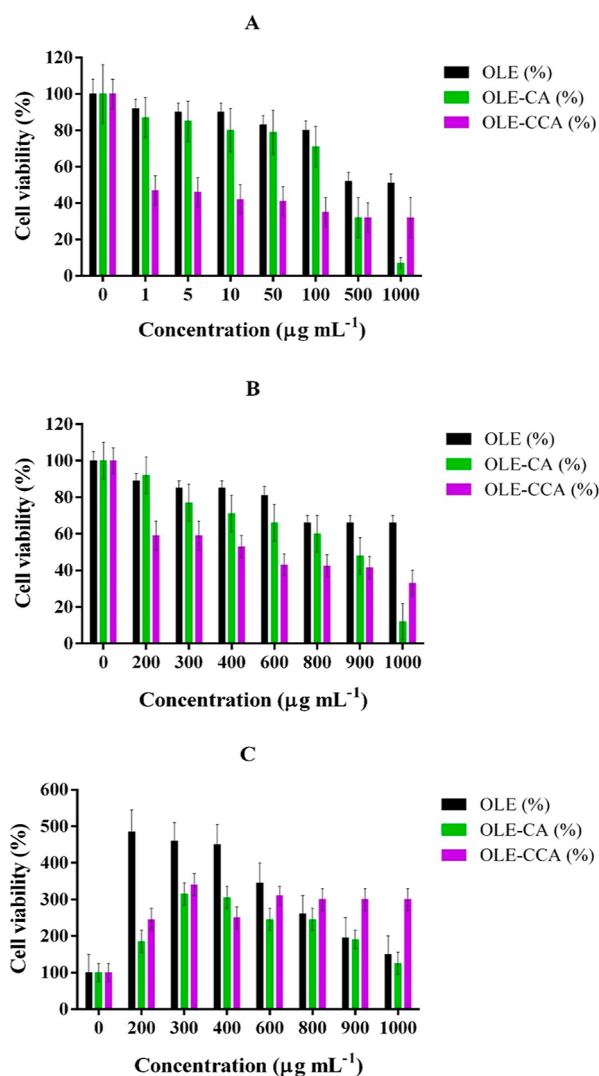 A
120
100
80
60
40
20
0
Cell viability (%)
0 1 5 10 50 100 500 1000
Concentration (µg mL⁻¹)
OLE (%)
OLE-CA (%)
OLE-CCA (%)
B
120
100
80
60
40
20
0
Cell viability (%)
0 200 300 400 600 800 900 1000
Concentration (µg mL⁻¹)
OLE (%)
OLE-CA (%)
OLE-CCA (%)
C
600
500
400
300
200
100
0
Cell viability (%)
0 200 300 400 600 800 900 1000
Concentration (µg mL⁻¹)
OLE (%)
OLE-CA (%)
OLE-CCA (%)